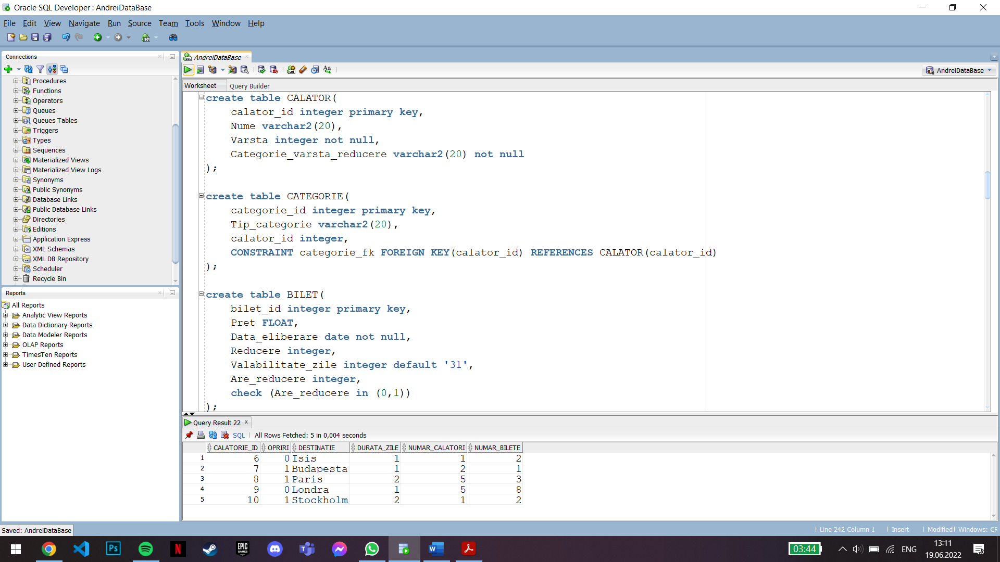 Oracle SQL Developer : AndreiDataBase
File Edit View Navigate Run Source Team Tools Window Help
Connections
Procedures
Functions
Operators
Queues
Queues Tables
Triggers
Types
Sequences
Materialized Views
Materialized View Logs
Synonyms
Public Synonyms
Database Links
Public Database Links
Directories
Editions
Application Express
XML Schemas
XML DB Repository
Scheduler
Recycle Bin
Reports
All Reports
Analytic View Reports
Data Dictionary Reports
Data Modeler Reports
OLAP Reports
TimesTen Reports
User Defined Reports
AndreiDataBase
AndreiDataBase
Worksheet Query Builder
create table CALATOR(
calator_id integer primary key,
Nume varchar2(20),
Varsta integer not null,
Categorie_varsta_reducere varchar2(20) not null
);
create table CATEGORIE(
categorie_id integer primary key,
Tip_categorie varchar2(20),
calator_id integer,
CONSTRAINT categorie_fk FOREIGN KEY(calator_id) REFERENCES CALATOR(calator_id)
);
create table BILET(
bilet_id integer primary key,
Pret FLOAT,
Data_eliberare date not null,
Reducere integer,
Valabilitate_zile integer default '31',
Are_reducere integer,
check (Are_reducere in (0,1))
);
Query Result 22
SQL All Rows Fetched: 5 in 0,004 seconds
CALATORIE_ID OPRIRI DESTINATIE DURATA_ZILE NUMAR_CALATORI NUMAR_BILETE
1 6 0 Isis 1 1 2
2 7 1 Budapesta 1 2 1
3 8 1 Paris 2 5 3
4 9 0 Londra 1 5 8
5 10 1 Stockholm 2 1 2
Saved: AndreiDataBase
Line 242 Column 1 Insert Modified Windows: CR
Ps
N
EPIC GAMES
W
03:44
ENG
13:11
19.06.2022